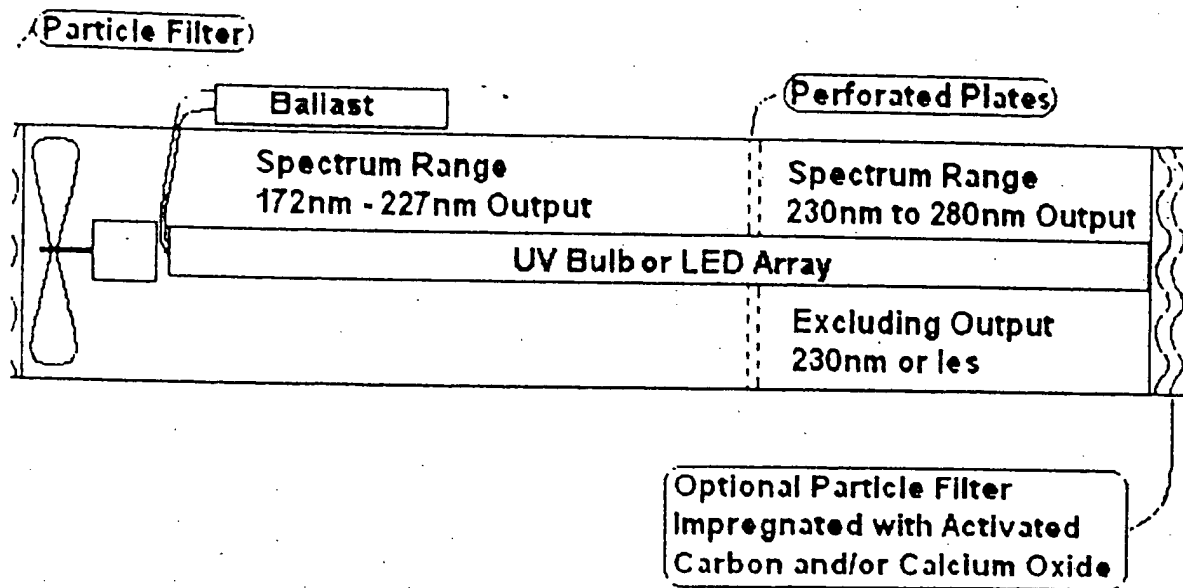 (Particle Filter)
Ballast
(Perforated Plates)
Spectrum Range
172nm - 227nm Output
Spectrum Range
230nm to 280nm Output
UV Bulb or LED Array
Excluding Output
230nm or les
Optional Particle Filter
Impregnated with Activated
Carbon and/or Calcium Oxide